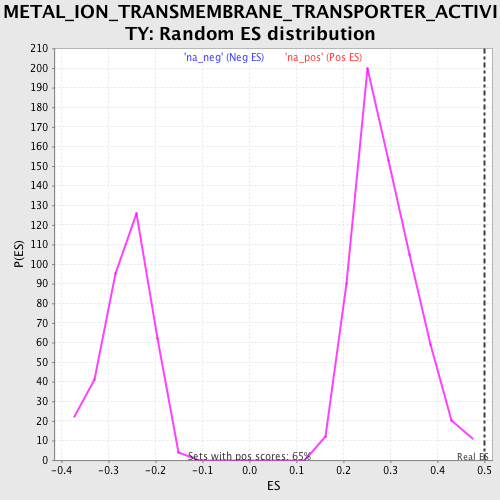 METAL_ION_TRANSMEMBRANE_TRANSPORTER_ACTIVI
TY: Random ES distribution
'na_neg' (Neg ES) 'na_pos' (Pos ES)
210
200
190
180
170
160
150
140
130
120
110
100
90
80
70
60
50
40
30
20
10
0
P(ES)
Sets with pos scores: 65%
Real ES
-0.4 -0.3 -0.2 -0.1 0.0 0.1 0.2 0.3 0.4 0.5
ES